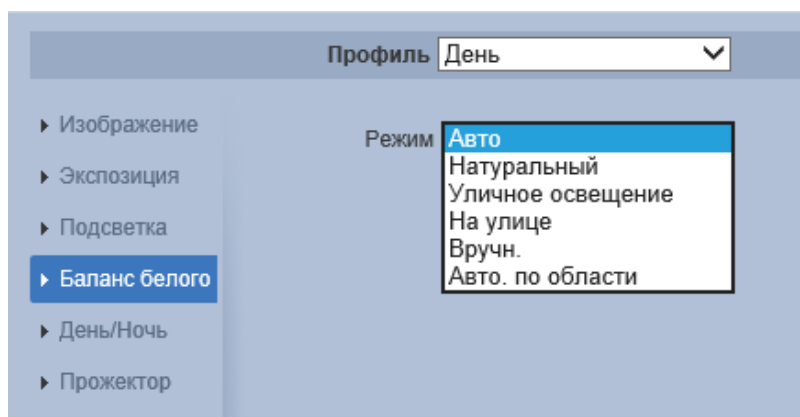 Профиль День
Изображение
Экспозиция
Подсветка
Баланс белого
День/Ночь
Прожектор
Режим Авто
Натуральный
Уличное освещение
На улице
Вручн.
Авто. по области